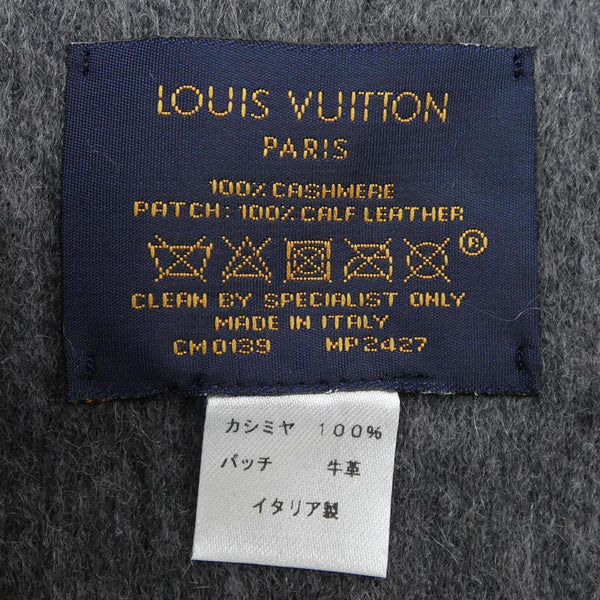 LOUIS VUITTON
PARIS
100% CASHMERE
PATCH: 100% CALF LEATHER
®
CLEAN BY SPECIALIST ONLY
MADE IN ITALY
CM0139 MP2427
カシミヤ 100%
パッチ 牛革
イタリア製